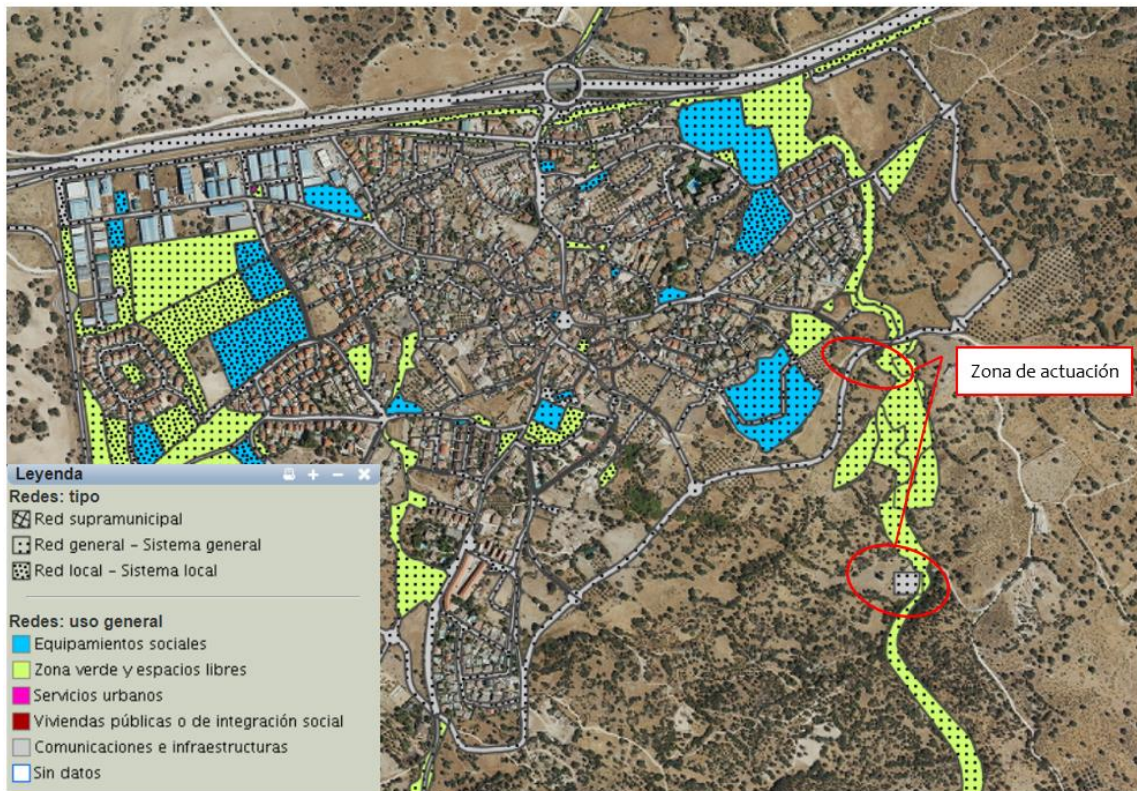 Zona de actuación
Leyenda
Redes: tipo
Red supramunicipal
Red general - Sistema general
Red local - Sistema local
Redes: uso general
Equipamientos sociales
Zona verde y espacios libres
Servicios urbanos
Viviendas públicas o de integración social
Comunicaciones e infraestructuras
Sin datos